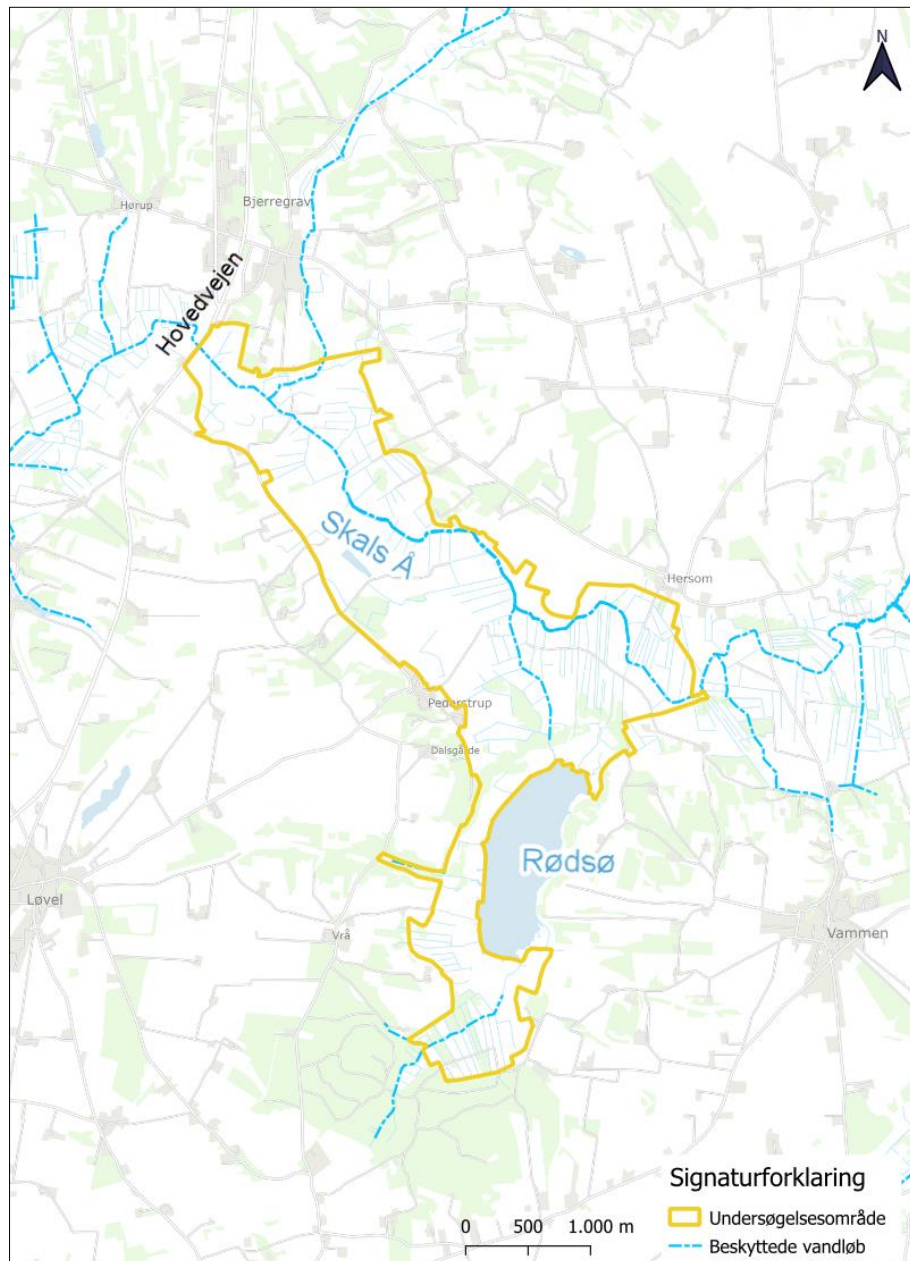 N
Hørup
Bjerregrav
Hovedvejen
Skals Å
Hersom
Pederstrup
Dalsgårde
Rødsø
Løvel
Vrå
Vammen
Signaturforklaring
Undersøgelsesområde
Beskyttede vandløb
0 500 1.000 m